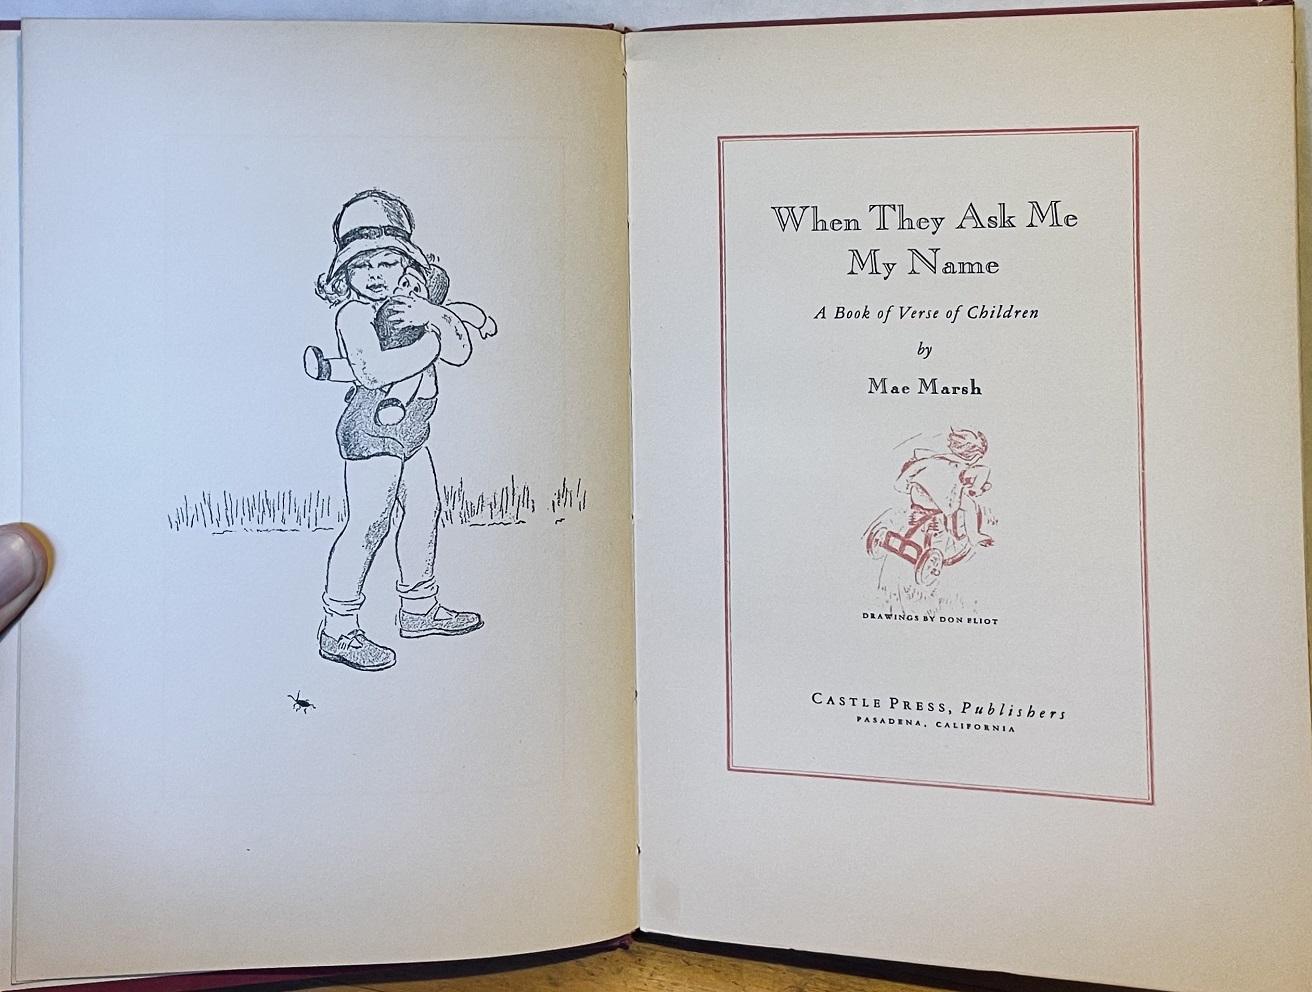 When They Ask Me
My Name
A Book of Verse of Children
by
Mae Marsh
DRAWINGS BY DON ELIOT
CASTLE PRESS, Publishers
PASADENA, CALIFORNIA